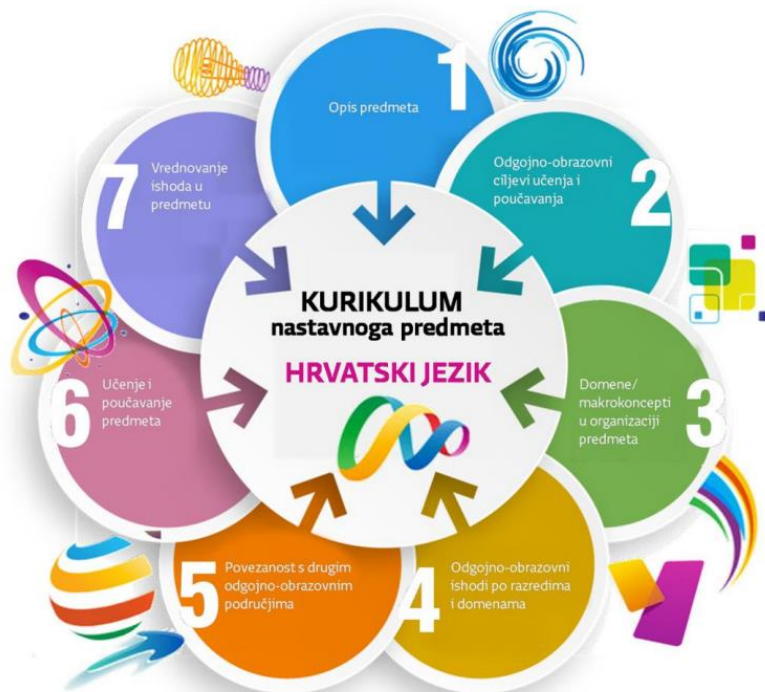 KURIKULUM
nastavnoga predmeta
HRVATSKI JEZIK
1
Opis predmeta
2
Odgojno-obrazovni
ciljevi učenja i
poučavanja
3
Domene/
makrokoncepti
u organizaciji
predmeta
4
Odgojno-obrazovni
ishodi po razredima
i domenama
5
Povezanost s drugim
odgojno-obrazovnim
područjima
6
Učenje i
poučavanje
predmeta
7
Vrednovanje
ishoda u
predmetu